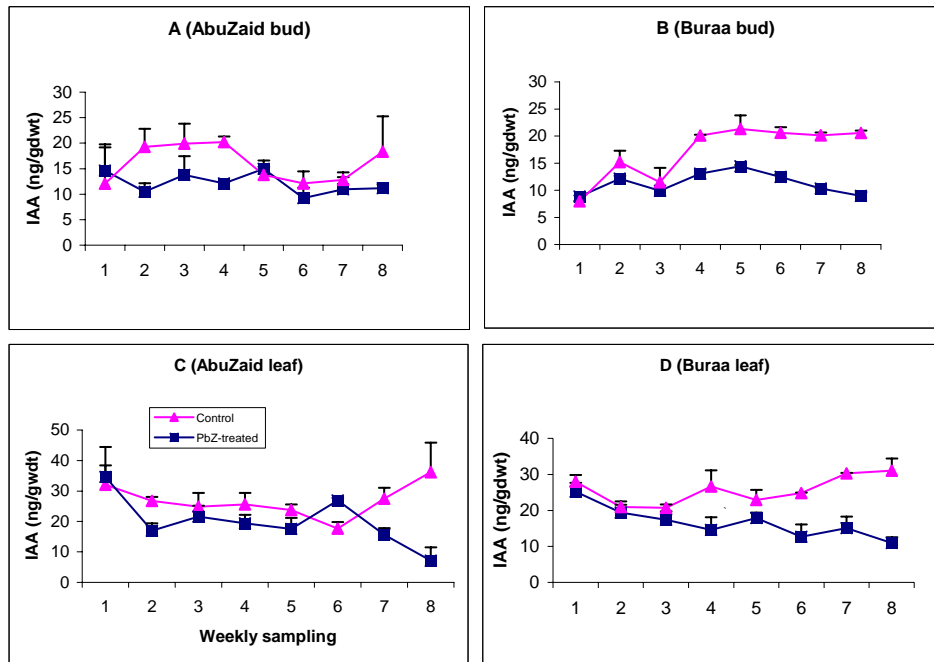 A (AbuZaid bud)
IAA (ng/gdwt)
30
25
20
15
10
5
0
1 2 3 4 5 6 7 8
B (Buraa bud)
IAA (ng/gdwt)
30
25
20
15
10
5
0
1 2 3 4 5 6 7 8
C (AbuZaid leaf)
Control
PbZ-treated
IAA (ng/gwdt)
50
40
30
20
10
0
1 2 3 4 5 6 7 8
Weekly sampling
D (Buraa leaf)
IAA (ng/gdwt)
40
30
20
10
0
1 2 3 4 5 6 7 8